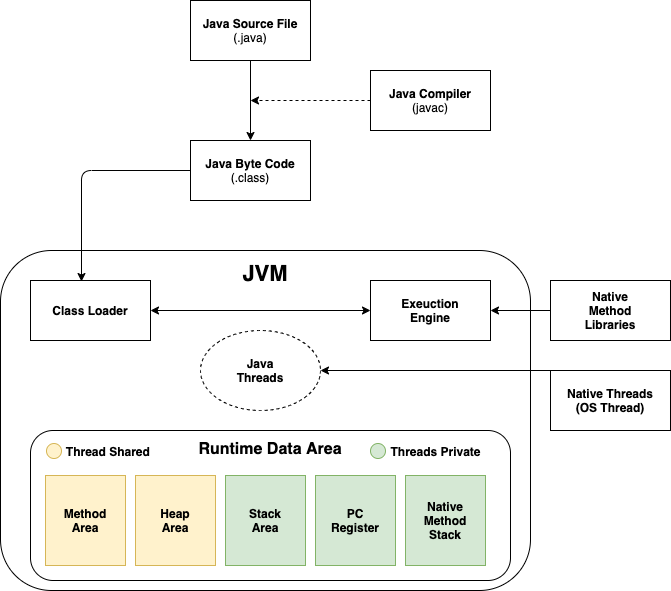 Java Source File
(.java)
Java Compiler
(javac)
Java Byte Code
(.class)
JVM
Class Loader
Exeuction
Engine
Native
Method
Libraries
Java
Threads
Native Threads
(OS Thread)
Thread Shared
Runtime Data Area
Threads Private
Method
Area
Heap
Area
Stack
Area
PC
Register
Native
Method
Stack